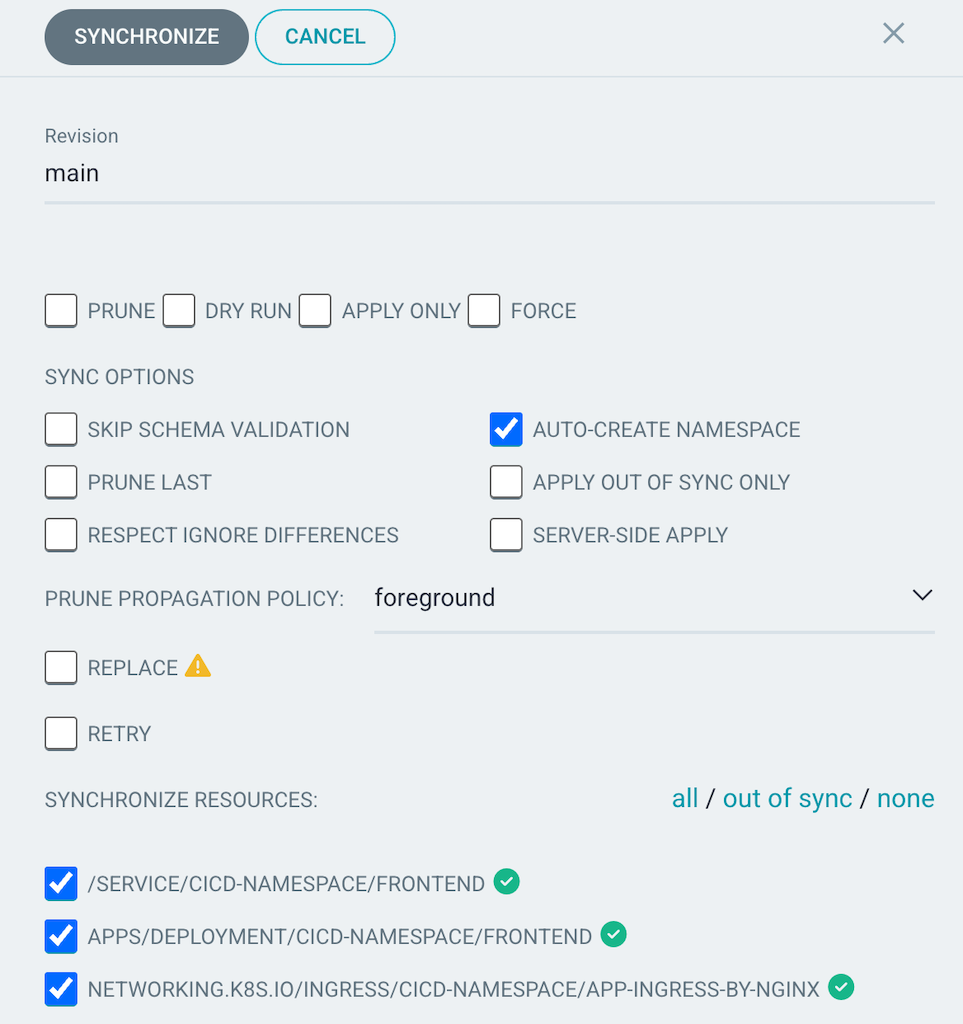 SYNCHRONIZE CANCEL
Revision
main
PRUNE DRY RUN APPLY ONLY FORCE
SYNC OPTIONS
SKIP SCHEMA VALIDATION AUTO-CREATE NAMESPACE
PRUNE LAST APPLY OUT OF SYNC ONLY
RESPECT IGNORE DIFFERENCES SERVER-SIDE APPLY
PRUNE PROPAGATION POLICY: foreground
REPLACE
RETRY
SYNCHRONIZE RESOURCES: all / out of sync / none
/SERVICE/CICD-NAMESPACE/FRONTEND
APPS/DEPLOYMENT/CICD-NAMESPACE/FRONTEND
NETWORKING.K8S.IO/INGRESS/CICD-NAMESPACE/APP-INGRESS-BY-NGINX